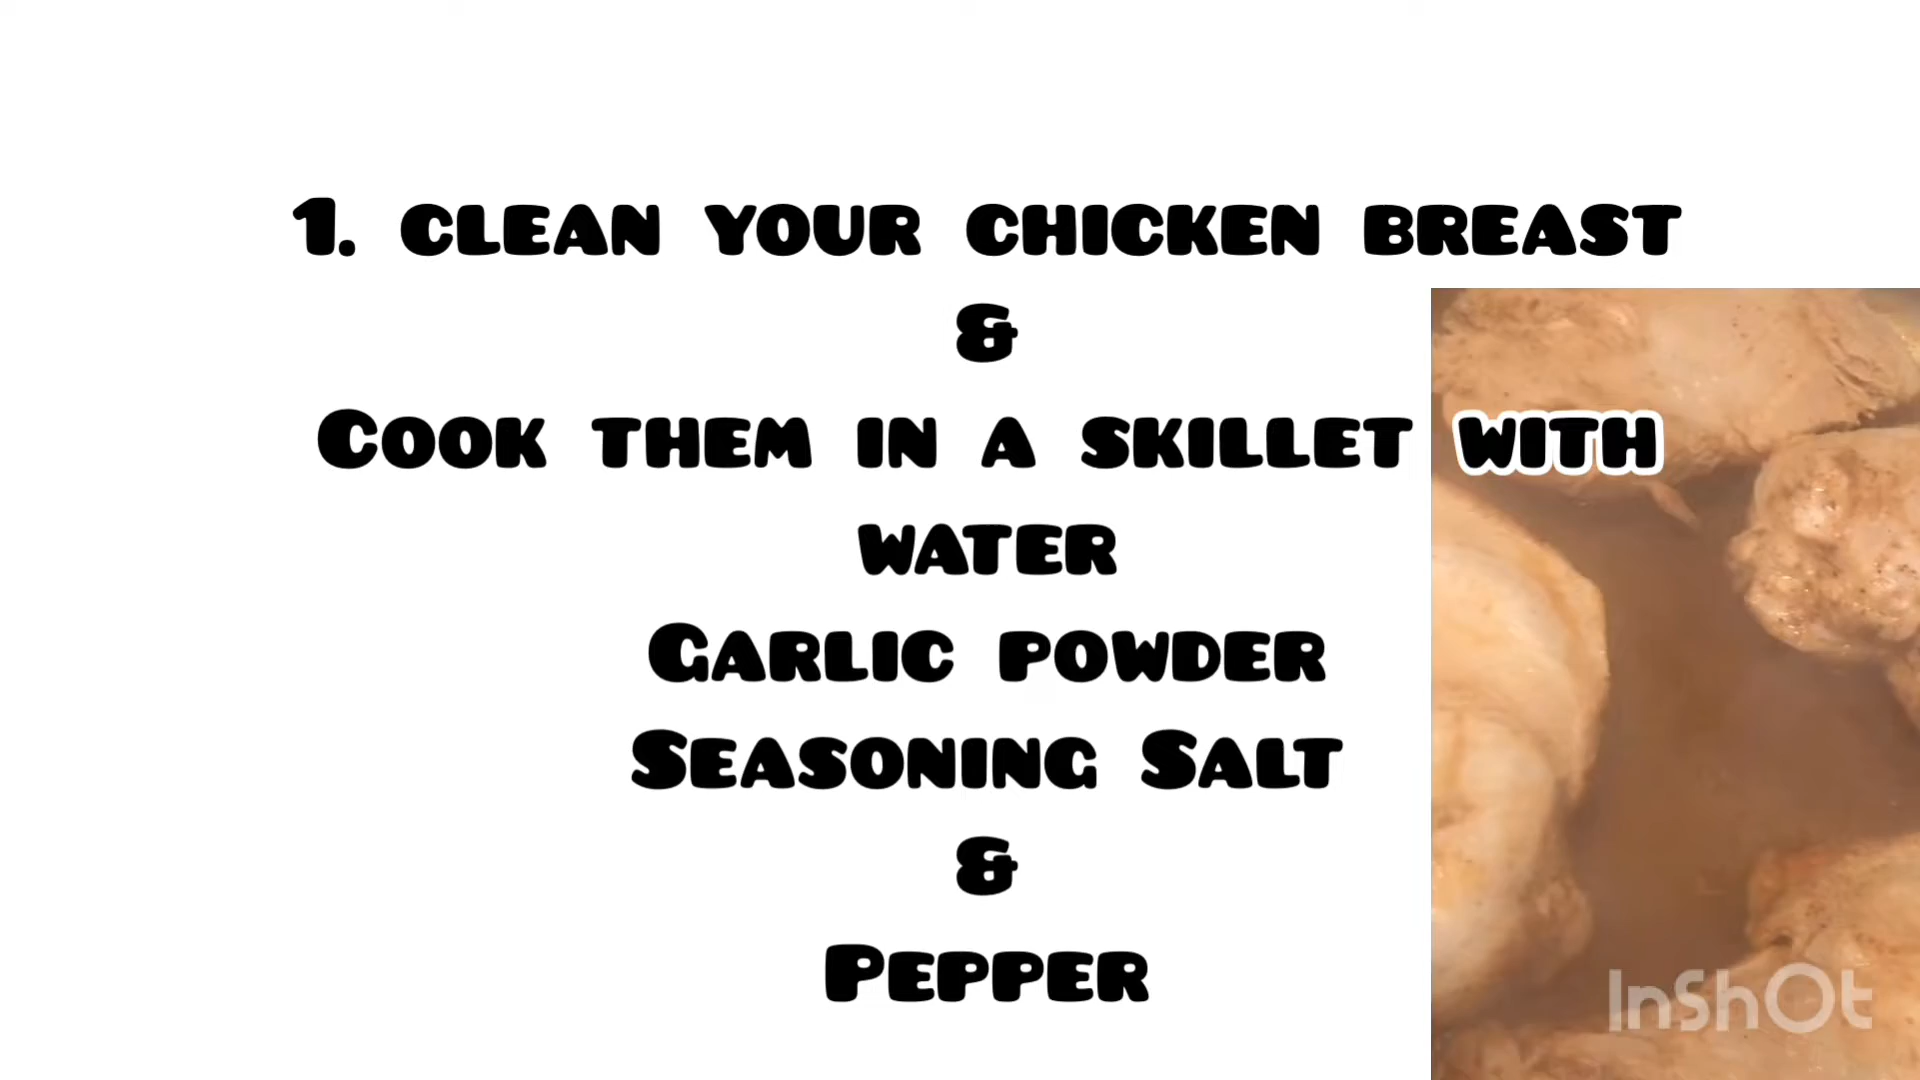 1. clean your chicken breast
&
Cook them in a skillet with
water
Garlic powder
Seasoning Salt
&
Pepper
InShOt